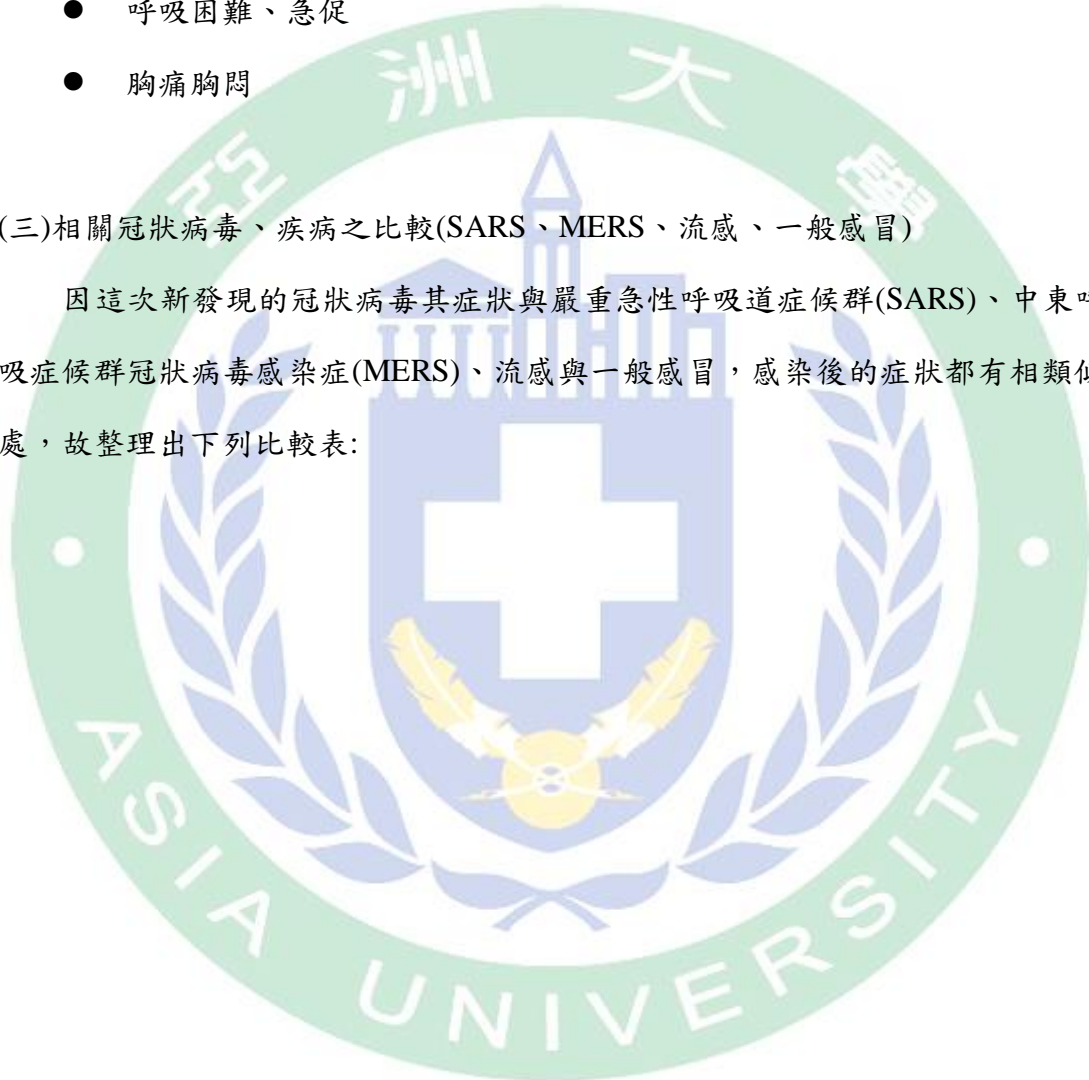 ● 呼吸困難、急促
● 胸痛胸悶
亞洲大學
(三)相關冠狀病毒、疾病之比較(SARS、MERS、流感、一般感冒)
因這次新發現的冠狀病毒其症狀與嚴重急性呼吸道症候群(SARS)、中東呼
吸症候群冠狀病毒感染症(MERS)、流感與一般感冒,感染後的症狀都有相類似
處,故整理出下列比較表:
ASIA UNIVERSITY